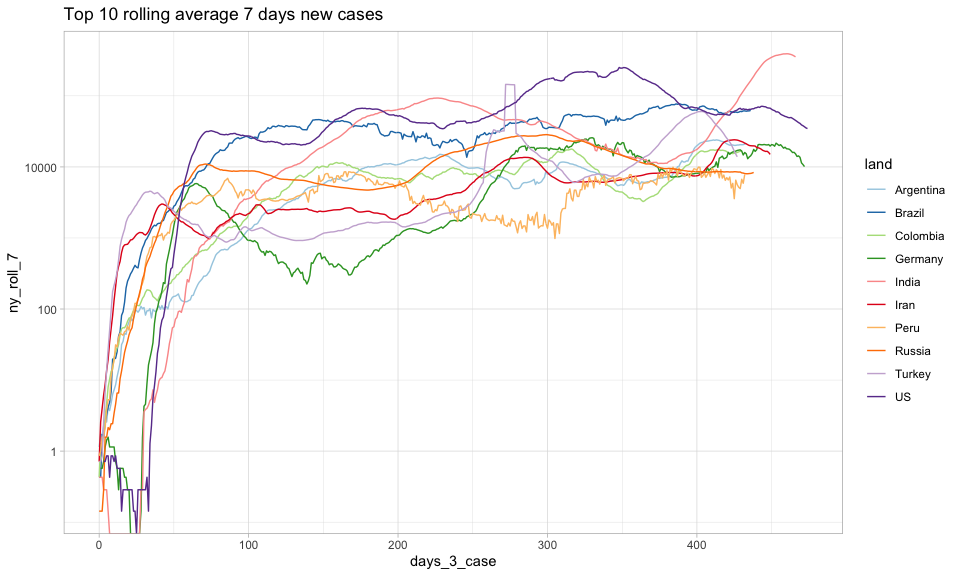 Top 10 rolling average 7 days new cases
ny_roll_7
10000
100
1
0
100
200
300
400
days_3_case
land
Argentina
Brazil
Colombia
Germany
India
Iran
Peru
Russia
Turkey
US